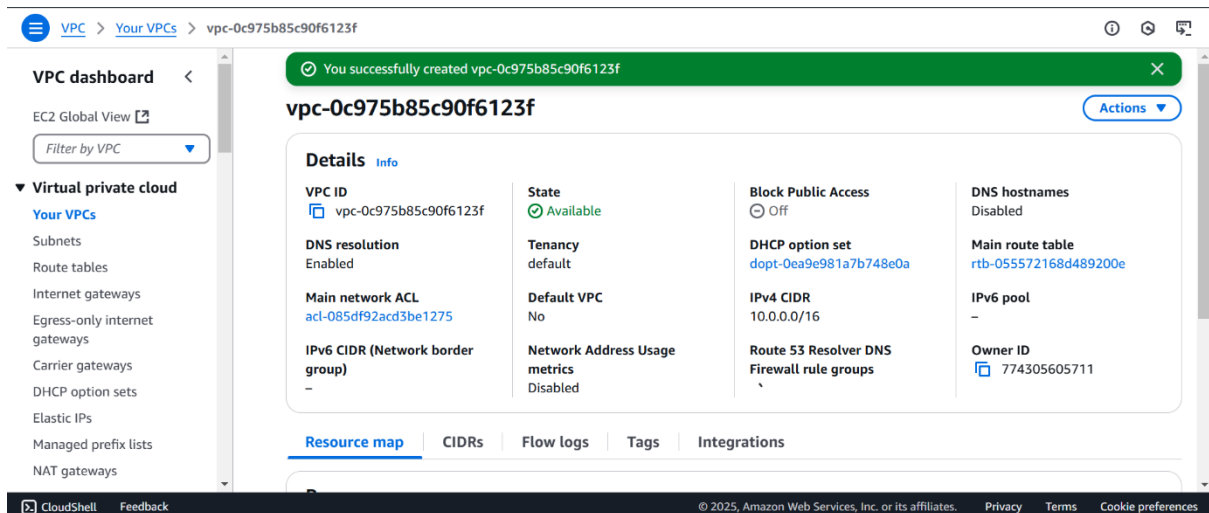 VPC > Your VPCs > vpc-0c975b85c90f6123f
VPC dashboard
EC2 Global View
Filter by VPC
Virtual private cloud
Your VPCs
Subnets
Route tables
Internet gateways
Egress-only internet
gateways
Carrier gateways
DHCP option sets
Elastic IPs
Managed prefix lists
NAT gateways
You successfully created vpc-0c975b85c90f6123f
vpc-0c975b85c90f6123f
Actions
Details Info
VPC ID
vpc-0c975b85c90f6123f
State
Available
Block Public Access
Off
DNS hostnames
Disabled
DNS resolution
Enabled
Tenancy
default
DHCP option set
dopt-0ea9e981a7b748e0a
Main route table
rtb-055572168d489200e
Main network ACL
acl-085df92acd3be1275
Default VPC
No
IPv4 CIDR
10.0.0.0/16
IPv6 pool
–
IPv6 CIDR (Network border
group)
–
Network Address Usage
metrics
Disabled
Route 53 Resolver DNS
Firewall rule groups
Owner ID
774305605711
Resource map CIDRs Flow logs Tags Integrations
CloudShell Feedback © 2025, Amazon Web Services, Inc. or its affiliates. Privacy Terms Cookie preferences